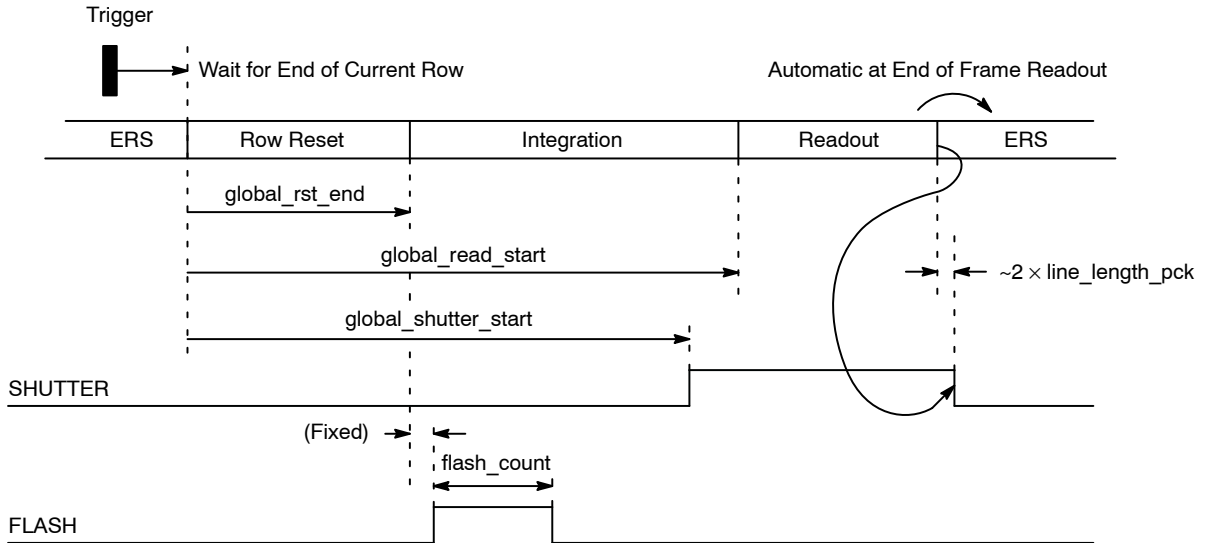 Trigger
Wait for End of Current Row
Automatic at End of Frame Readout
ERS
Row Reset
Integration
Readout
ERS
global_rst_end
global_read_start
~2 × line_length_pck
global_shutter_start
SHUTTER
(Fixed)
flash_count
FLASH